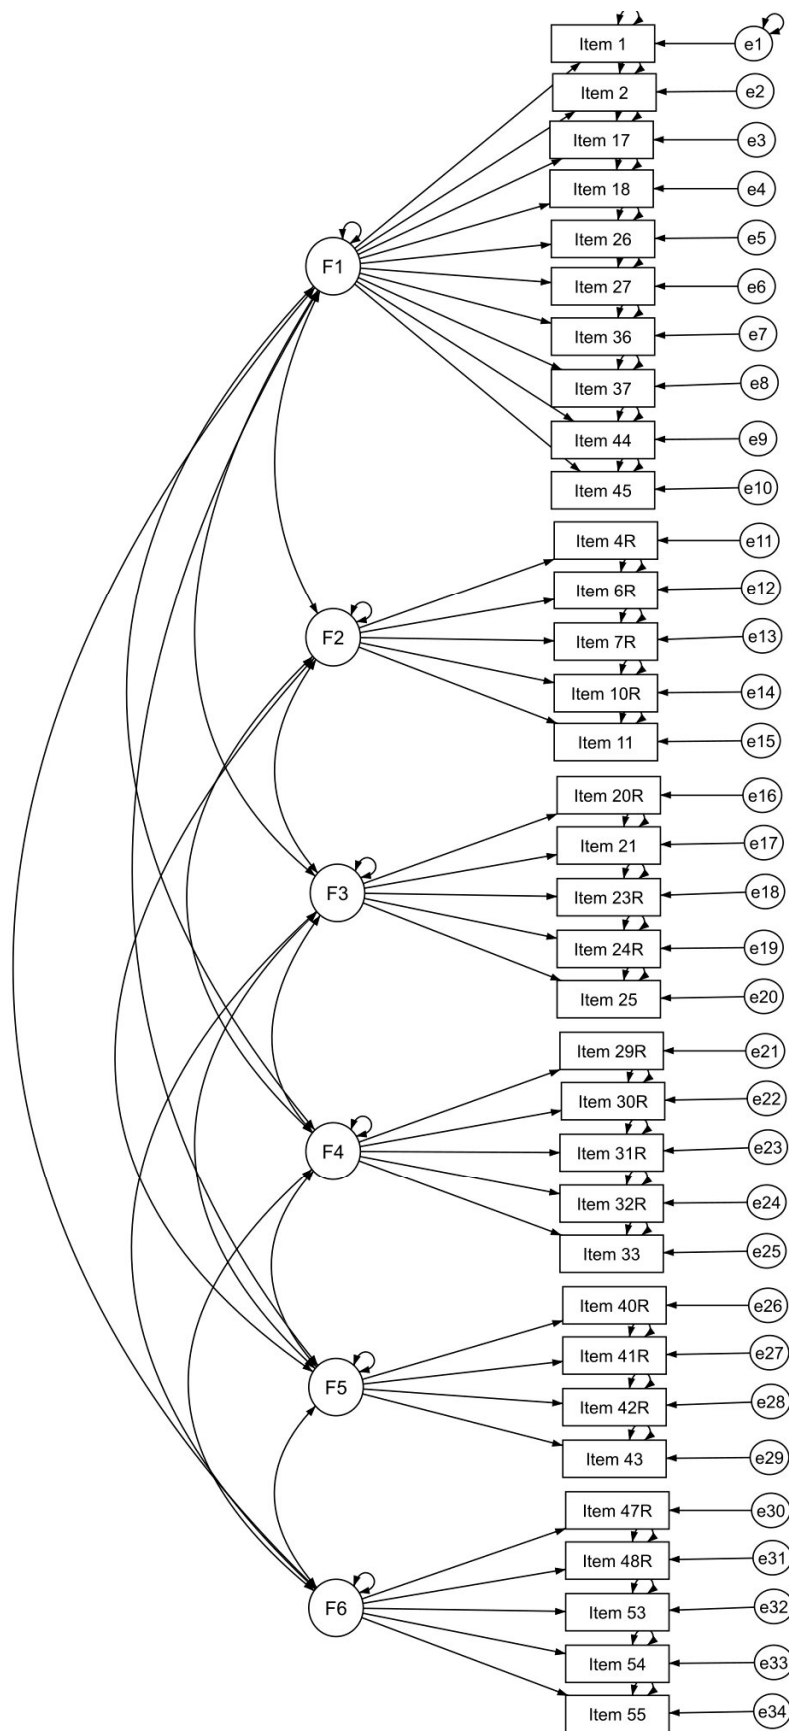 Item 1 e1
Item 2 e2
Item 17 e3
Item 18 e4
Item 26 e5
F1
Item 27 e6
Item 36 e7
Item 37 e8
Item 44 e9
Item 45 e10
Item 4R e11
Item 6R e12
F2
Item 7R e13
Item 10R e14
Item 11 e15
Item 20R e16
Item 21 e17
F3
Item 23R e18
Item 24R e19
Item 25 e20
Item 29R e21
Item 30R e22
F4
Item 31R e23
Item 32R e24
Item 33 e25
Item 40R e26
Item 41R e27
F5
Item 42R e28
Item 43 e29
Item 47R e30
Item 48R e31
F6
Item 53 e32
Item 54 e33
Item 55 e34